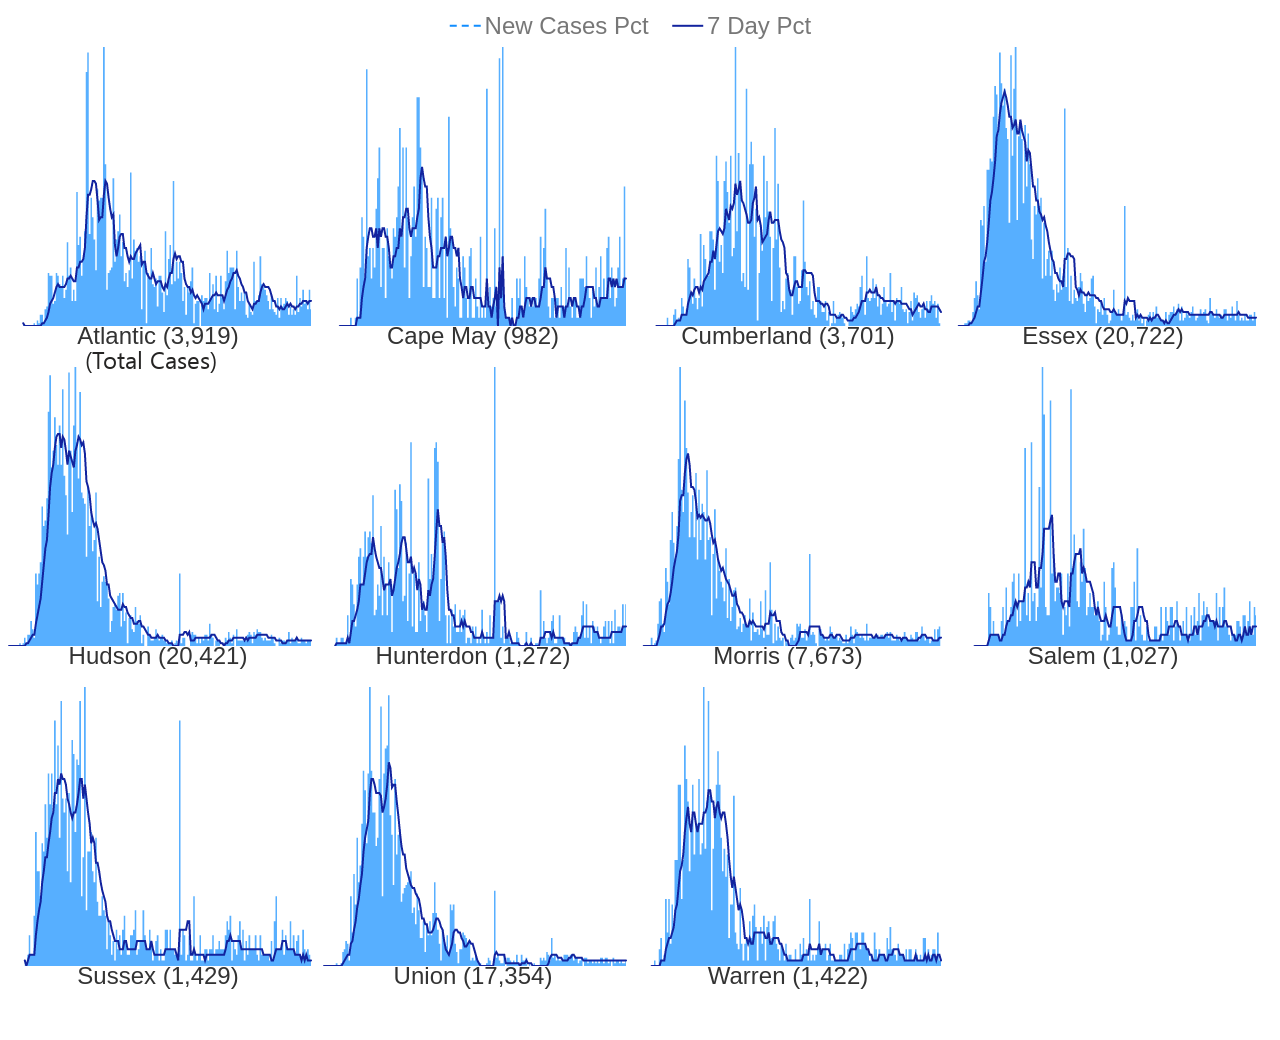 New Cases Pct 7 Day Pct
Atlantic (3,919) Cape May (982) Cumberland (3,701) Essex (20,722)
(Total Cases)
Hudson (20,421) Hunterdon (1,272) Morris (7,673) Salem (1,027)
Sussex (1,429) Union (17,354) Warren (1,422)